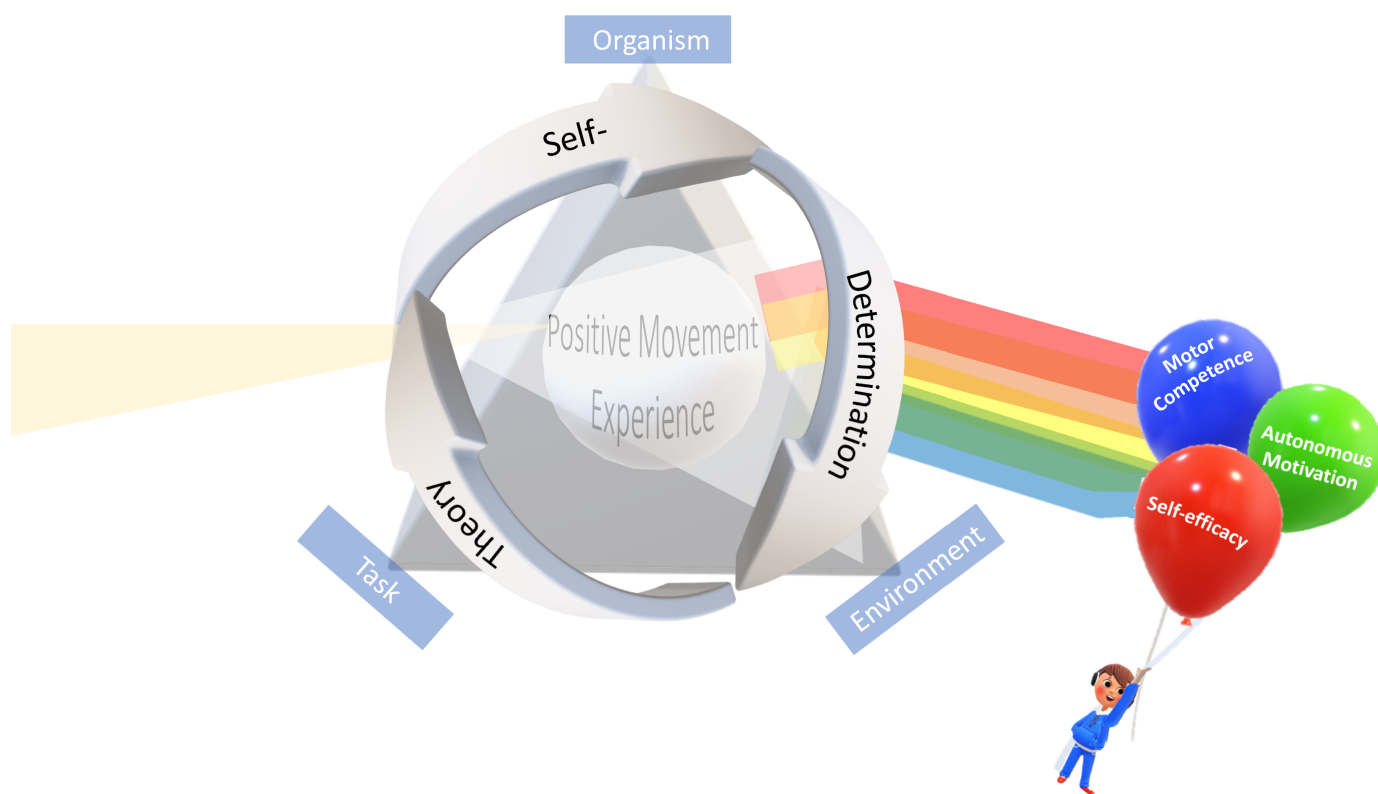 Organism
Self-
Determination
Theory
Positive Movement
Experience
Task
Environment
Motor
Competence
Autonomous
Motivation
Self-efficacy